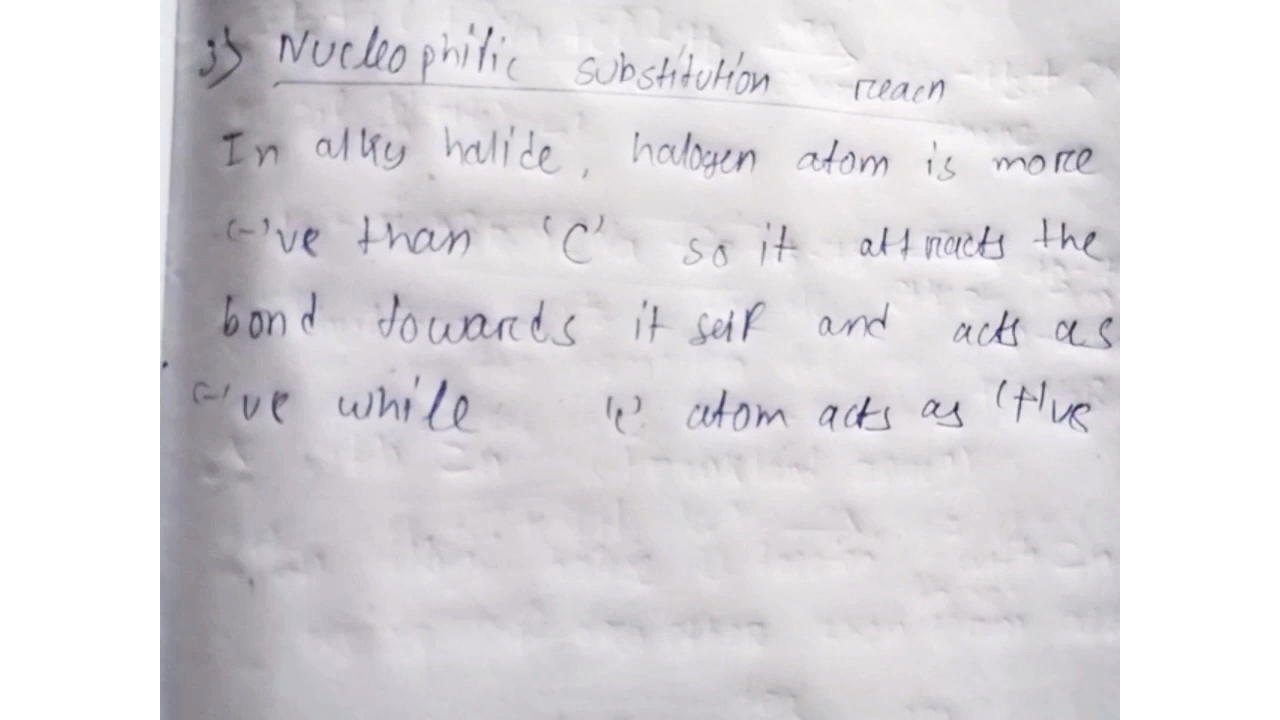 3) Nucleophilic substitution reacn
In alky halide, halogen atom is more
(-)'ve than 'C' so it attracts the
bond towards it self and acts as
(-)'ve while 'C' atom acts as (+)'ve